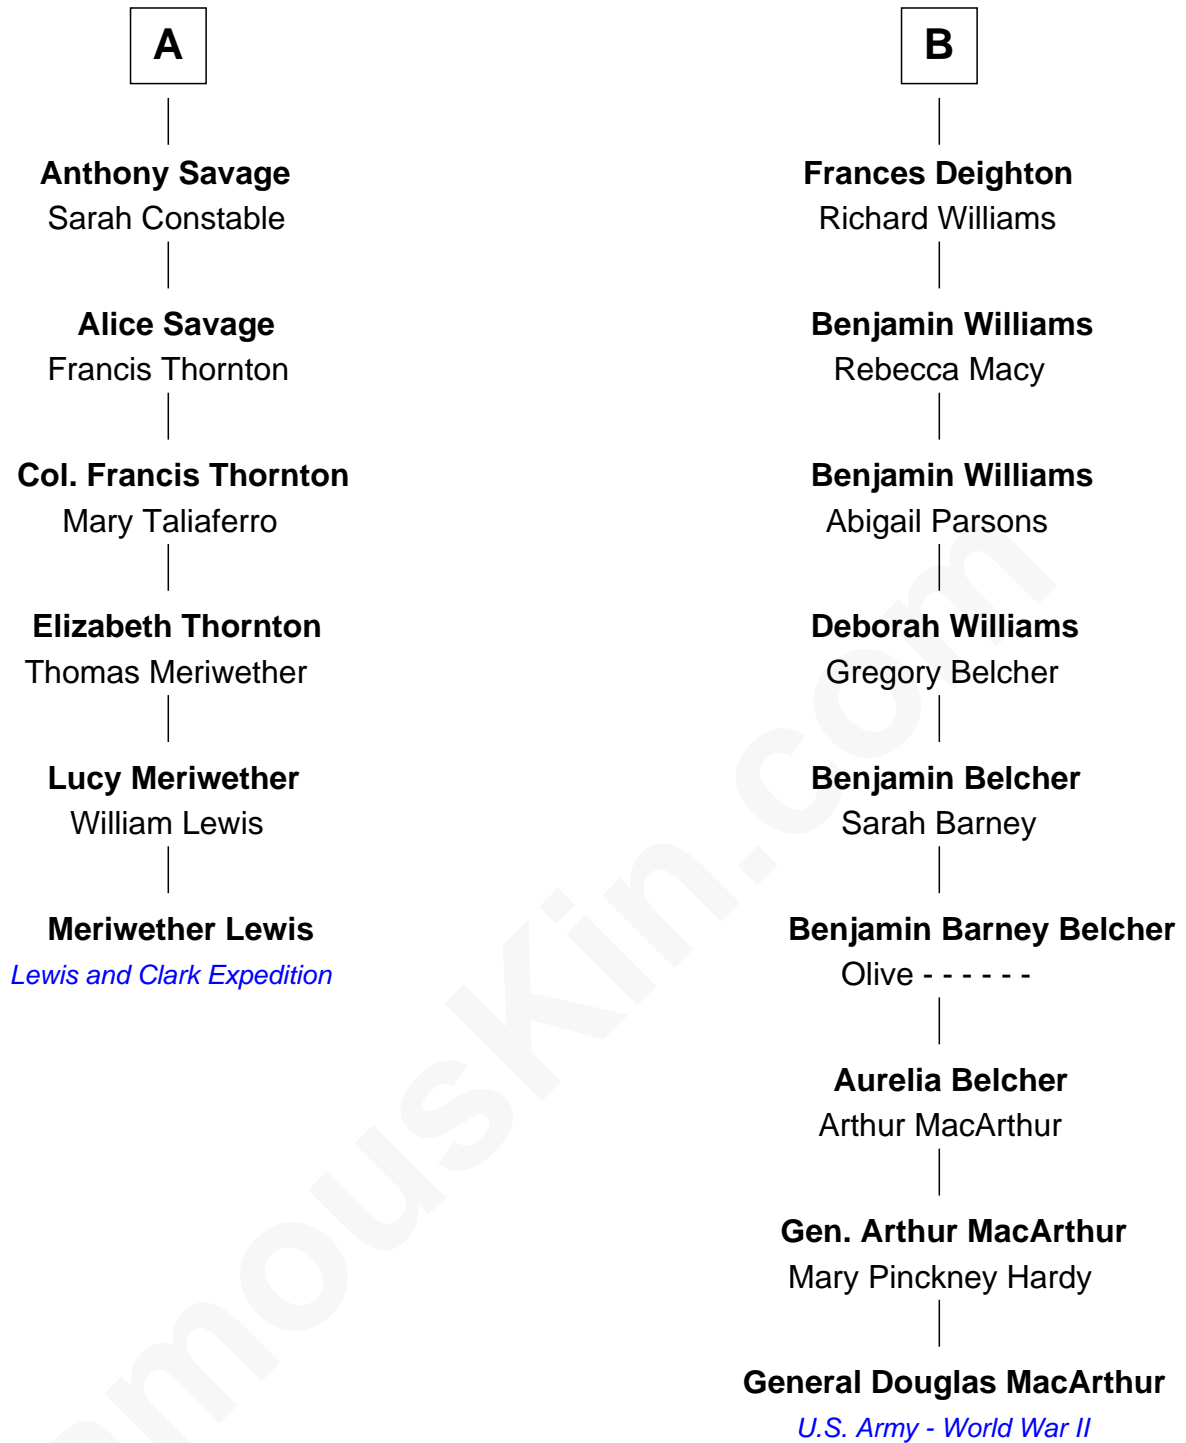 A
Anthony Savage
Sarah Constable
Alice Savage
Francis Thornton
Col. Francis Thornton
Mary Taliaferro
Elizabeth Thornton
Thomas Meriwether
Lucy Meriwether
William Lewis
Meriwether Lewis
Lewis and Clark Expedition
B
Frances Deighton
Richard Williams
Benjamin Williams
Rebecca Macy
Benjamin Williams
Abigail Parsons
Deborah Williams
Gregory Belcher
Benjamin Belcher
Sarah Barney
Benjamin Barney Belcher
Olive - - - - - -
Aurelia Belcher
Arthur MacArthur
Gen. Arthur MacArthur
Mary Pinckney Hardy
General Douglas MacArthur
U.S. Army - World War II
amouskin.com